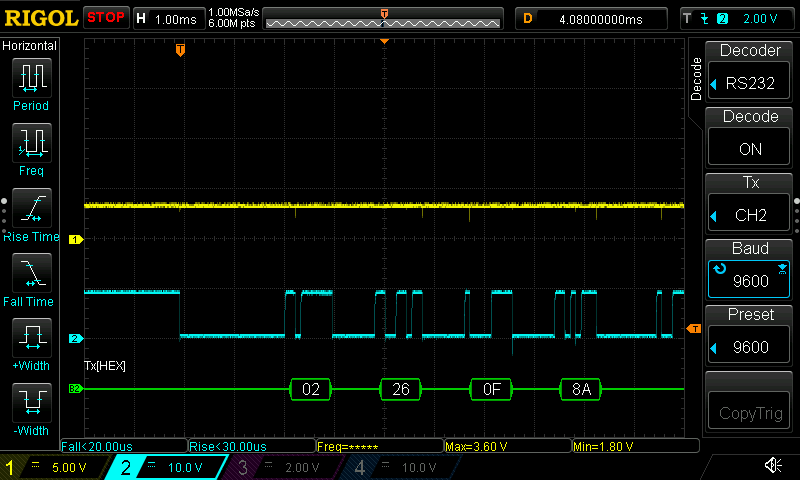 RIGOL STOP H 1.00ms 1.00MSa/s 6.00M pts T D 4.08000000ms T 2 2.00 V
Horizontal
Period
Freq
Rise Time
Fall Time
+Width
-Width
T
1
2
T
Tx[HEX]
B2 02 26 0F 8A
Decode
Decoder
RS232
Decode
ON
Tx
CH2
Baud
9600
Preset
9600
CopyTrig
Fall<20.00us Rise<30.00us Freq=***** Max=3.60 V Min=1.80 V
1 5.00 V 2 10.0 V 3 2.00 V 4 10.0 V